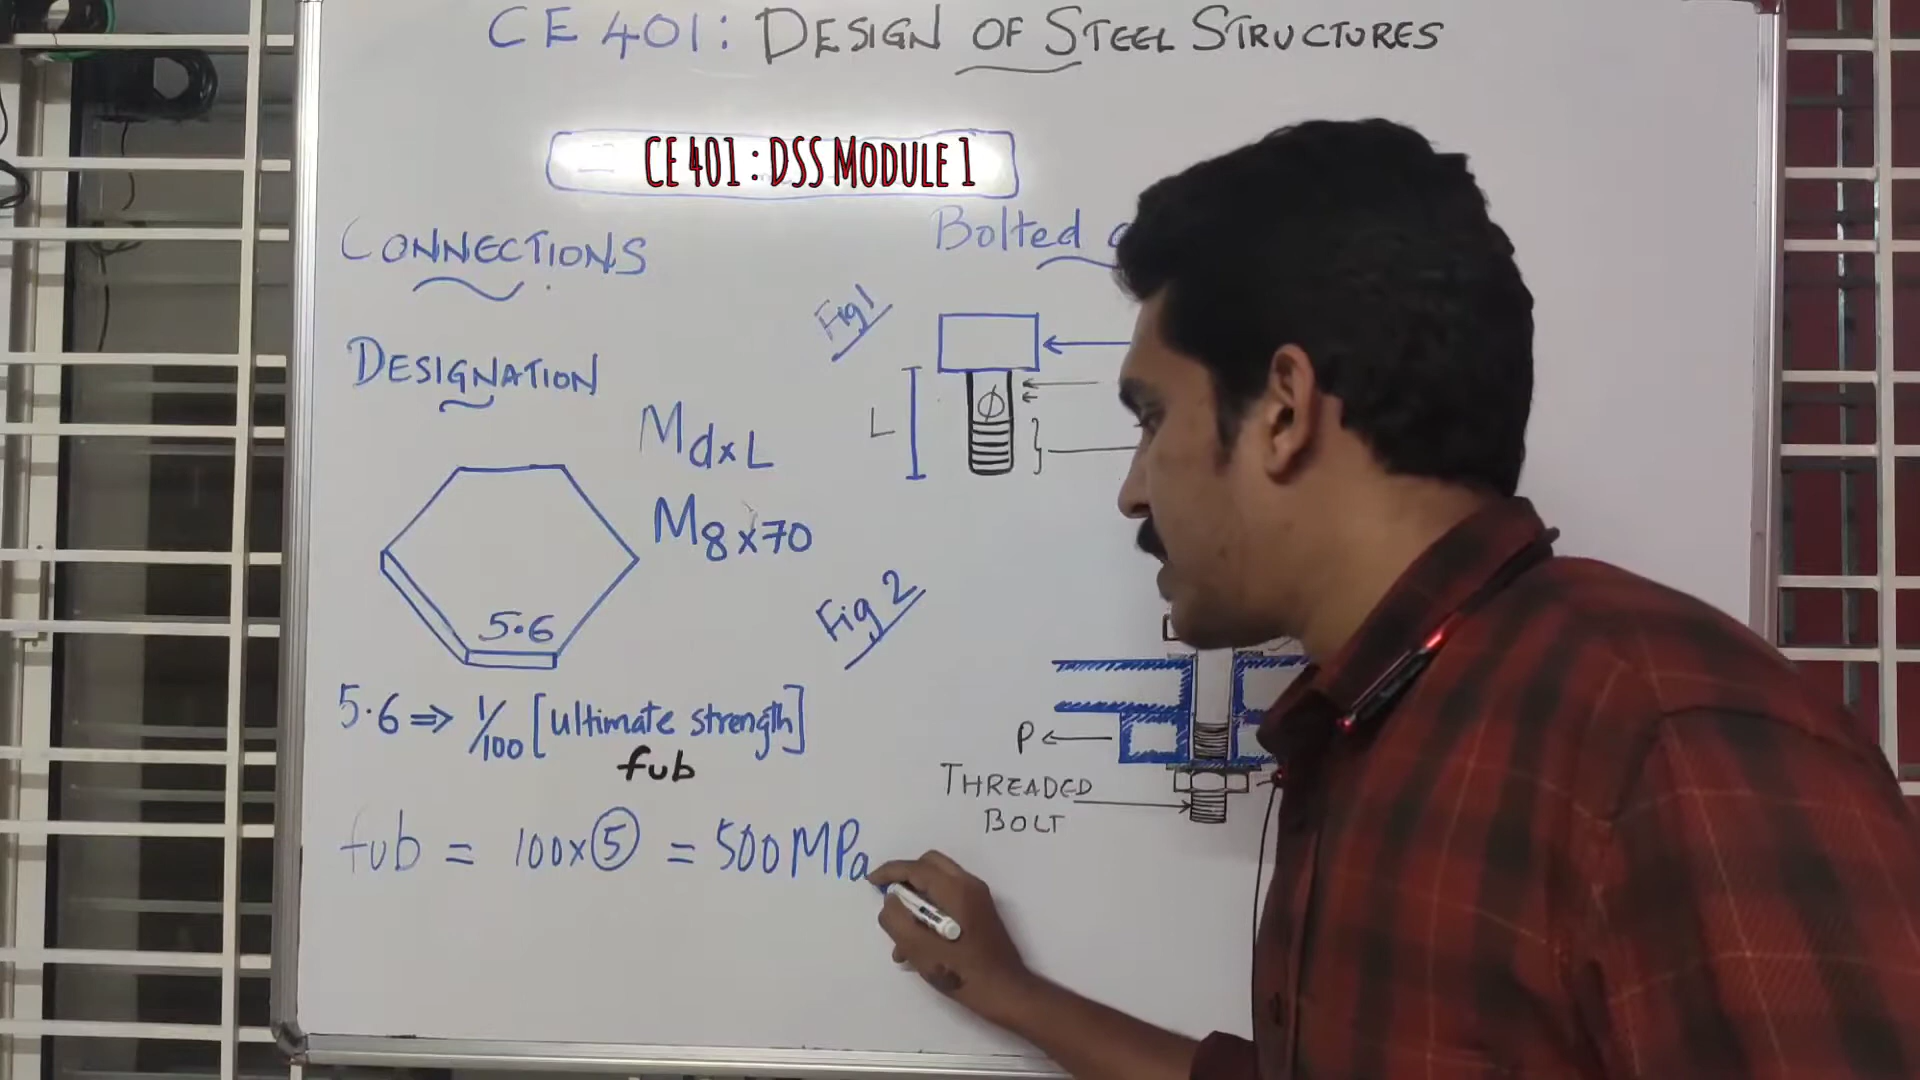 CE 401: DESIGN OF STEEL STRUCTURES
CE 401 : DSS MODULE 1
CONNECTIONS
Bolted
Fig 1
DESIGNATION
L
φ
Md×L
M8×70
Fig 2
5.6
5.6 ⇒ 1/100 [ultimate strength]
fub
P
THREADED
BOLT
fub = 100×5 = 500 MPa